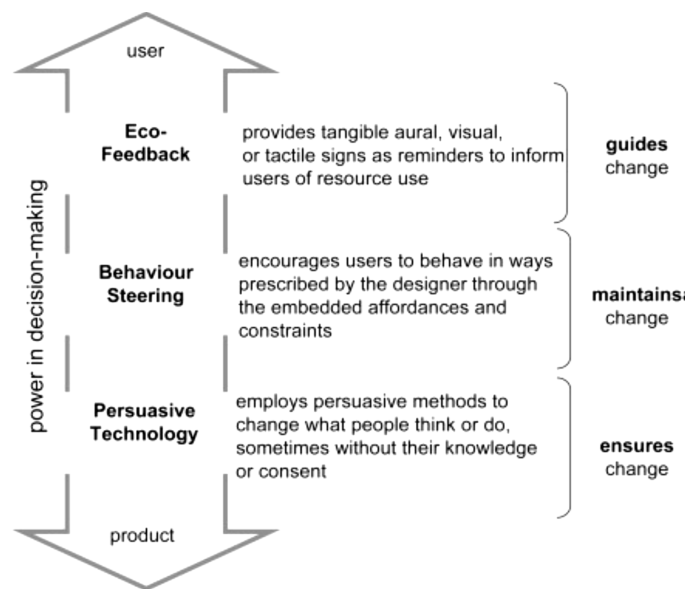 user
Eco-
Feedback
provides tangible aural, visual,
or tactile signs as reminders to inform
users of resource use
guides
change
power in decision-making
Behaviour
Steering
encourages users to behave in ways
prescribed by the designer through
the embedded affordances and
constraints
maintainsa
change
Persuasive
Technology
employs persuasive methods to
change what people think or do,
sometimes without their knowledge
or consent
ensures
change
product